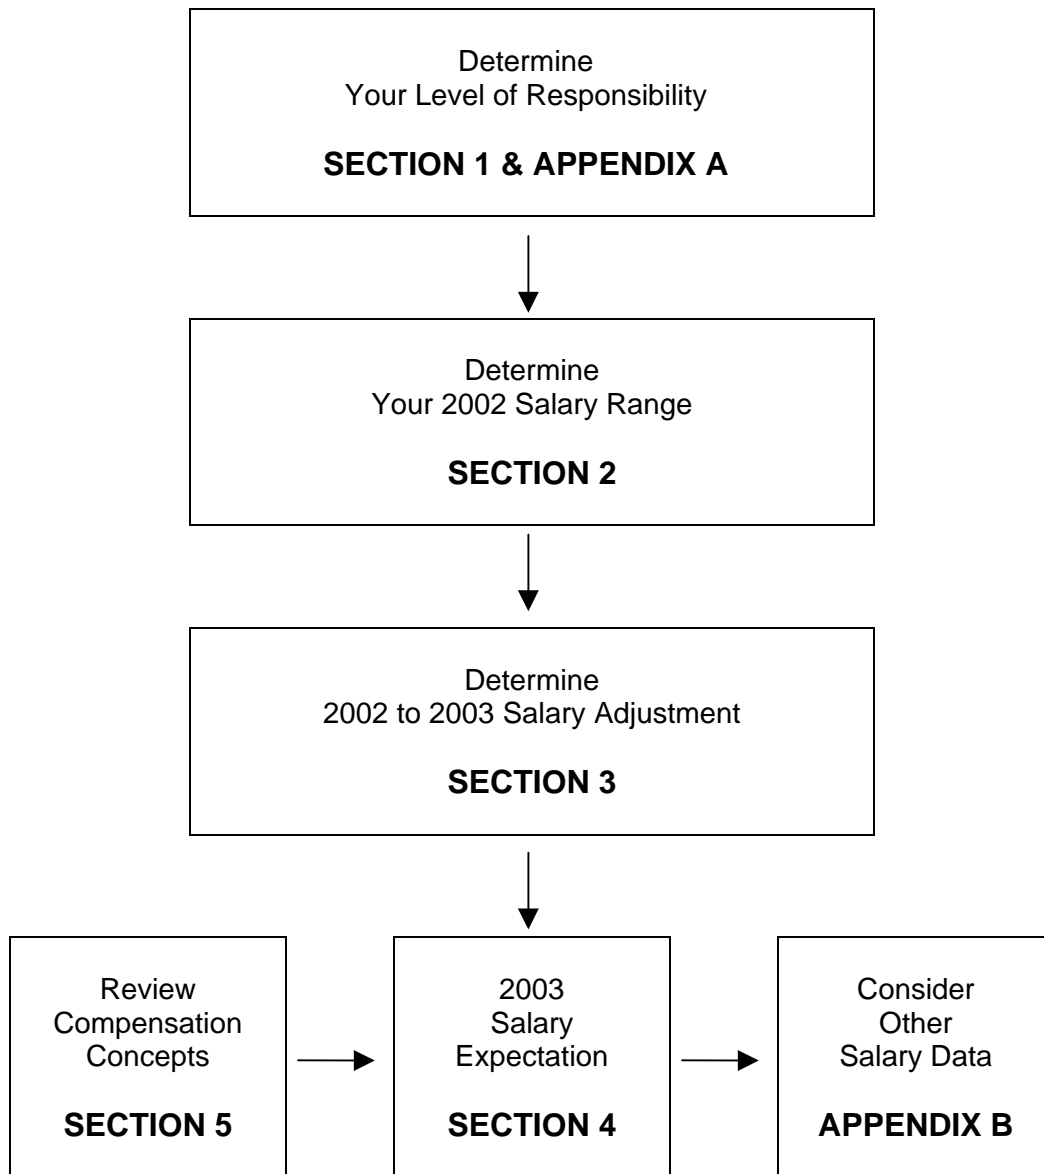 Determine
Your Level of Responsibility
SECTION 1 & APPENDIX A
Determine
Your 2002 Salary Range
SECTION 2
Determine
2002 to 2003 Salary Adjustment
SECTION 3
Review
Compensation
Concepts
SECTION 5
2003
Salary
Expectation
SECTION 4
Consider
Other
Salary Data
APPENDIX B